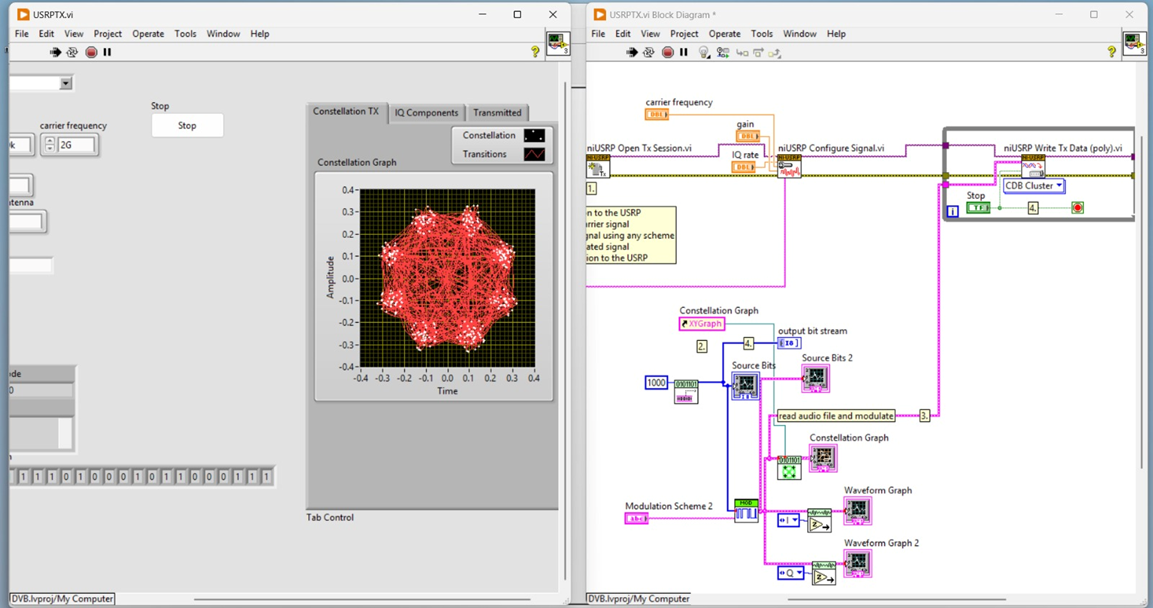 USRPTX.vi
File Edit View Project Operate Tools Window Help
Stop
Stop
carrier frequency
2G
Constellation TX IQ Components Transmitted
Constellation
Transitions
Constellation Graph
Amplitude
0.4
0.3
0.2
0.1
0.0
-0.1
-0.2
-0.3
-0.4
-0.4 -0.3 -0.2 -0.1 0.0 0.1 0.2 0.3 0.4
Time
1 1 1 0 1 0 0 0 1 0 1 1 0 0 0 1 1
Tab Control
DVB.lvproj/My Computer
USRPTX.vi Block Diagram *
File Edit View Project Operate Tools Window Help
carrier frequency
DBL
gain
DBL
niUSRP Open Tx Session.vi
IQ rate
DBL
niUSRP Configure Signal.vi
niUSRP Write Tx Data (poly).vi
CDB Cluster
Stop
TF
4.
i
1.
n to the USRP
rrier signal
gnal using any scheme
ated signal
ion to the USRP
Constellation Graph
XYGraph
2.
4.
output bit stream
Source Bits
Source Bits 2
1000
read audio file and modulate
3.
Constellation Graph
Modulation Scheme 2
abc
MOD
Waveform Graph
I
Waveform Graph 2
Q
DVB.lvproj/My Computer